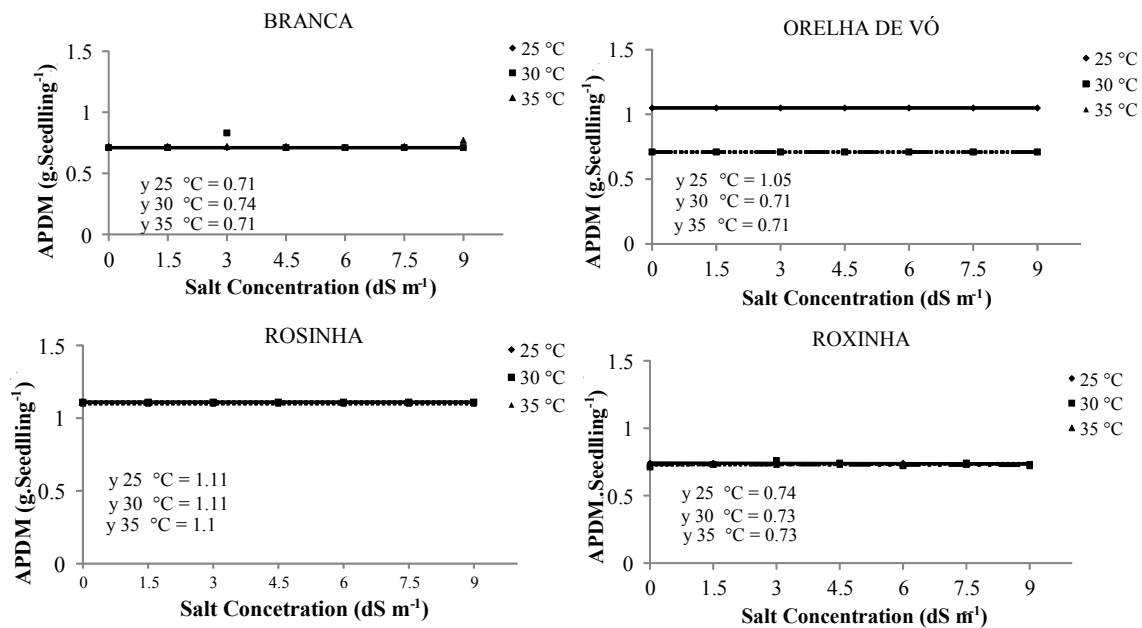 BRANCA
1.5
1
0.5
0
APDM (g.Seedlling-1)
25 °C
30 °C
35 °C
y 25 °C = 0.71
y 30 °C = 0.74
y 35 °C = 0.71
0 1.5 3 4.5 6 7.5 9
Salt Concentration (dS m-1)
ORELHA DE VÓ
1.5
1
0.5
0
APDM (g.Seedlling-1)
25 °C
30 °C
35 °C
y 25 °C = 1.05
y 30 °C = 0.71
y 35 °C = 0.71
0 1.5 3 4.5 6 7.5 9
Salt Concentration (dS m-1)
ROSINHA
1.5
1
0.5
0
APDM (g.Seedlling-1)
25 °C
30 °C
35 °C
y 25 °C = 1.11
y 30 °C = 1.11
y 35 °C = 1.1
0 1.5 3 4.5 6 7.5 9
Salt Concetration (dS m-1)
ROXINHA
1.5
1
0.5
0
APDM.Seedlling-1)
25 °C
30 °C
35 °C
y 25 °C = 0.74
y 30 °C = 0.73
y 35 °C = 0.73
0 1.5 3 4.5 6 7.5 9
Salt Concentration (dS m-1)